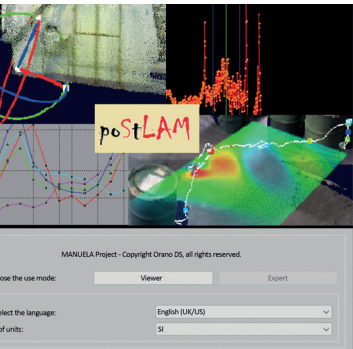 poStLAM
MANUELA Project - Copyright Orano DS, all rights reserved.
ose the use mode: Viewer Expert
elect the language: English (UK/US)
of units: SI